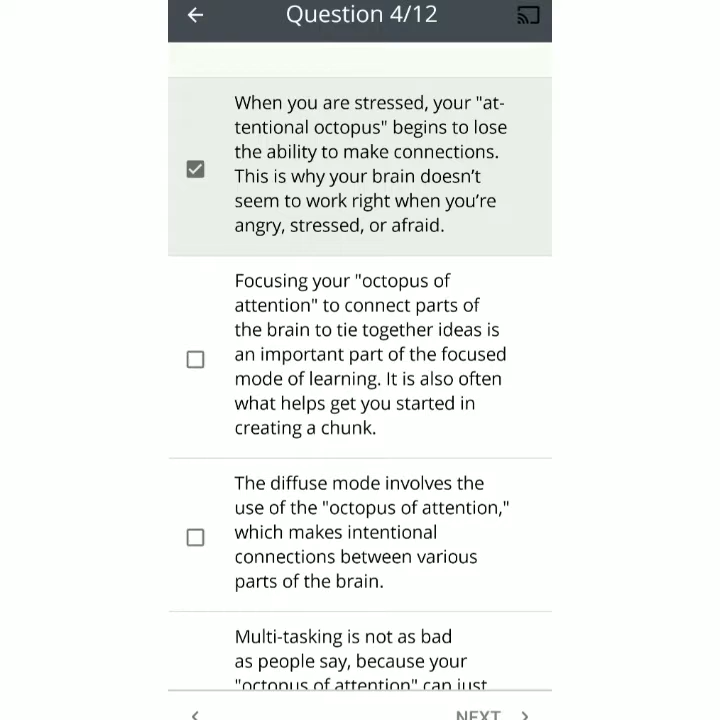 Question 4/12
When you are stressed, your "at-
tentional octopus" begins to lose
the ability to make connections.
This is why your brain doesn't
seem to work right when you're
angry, stressed, or afraid.
Focusing your "octopus of
attention" to connect parts of
the brain to tie together ideas is
an important part of the focused
mode of learning. It is also often
what helps get you started in
creating a chunk.
The diffuse mode involves the
use of the "octopus of attention,"
which makes intentional
connections between various
parts of the brain.
Multi-tasking is not as bad
as people say, because your
"octopus of attention" can just
NEXT